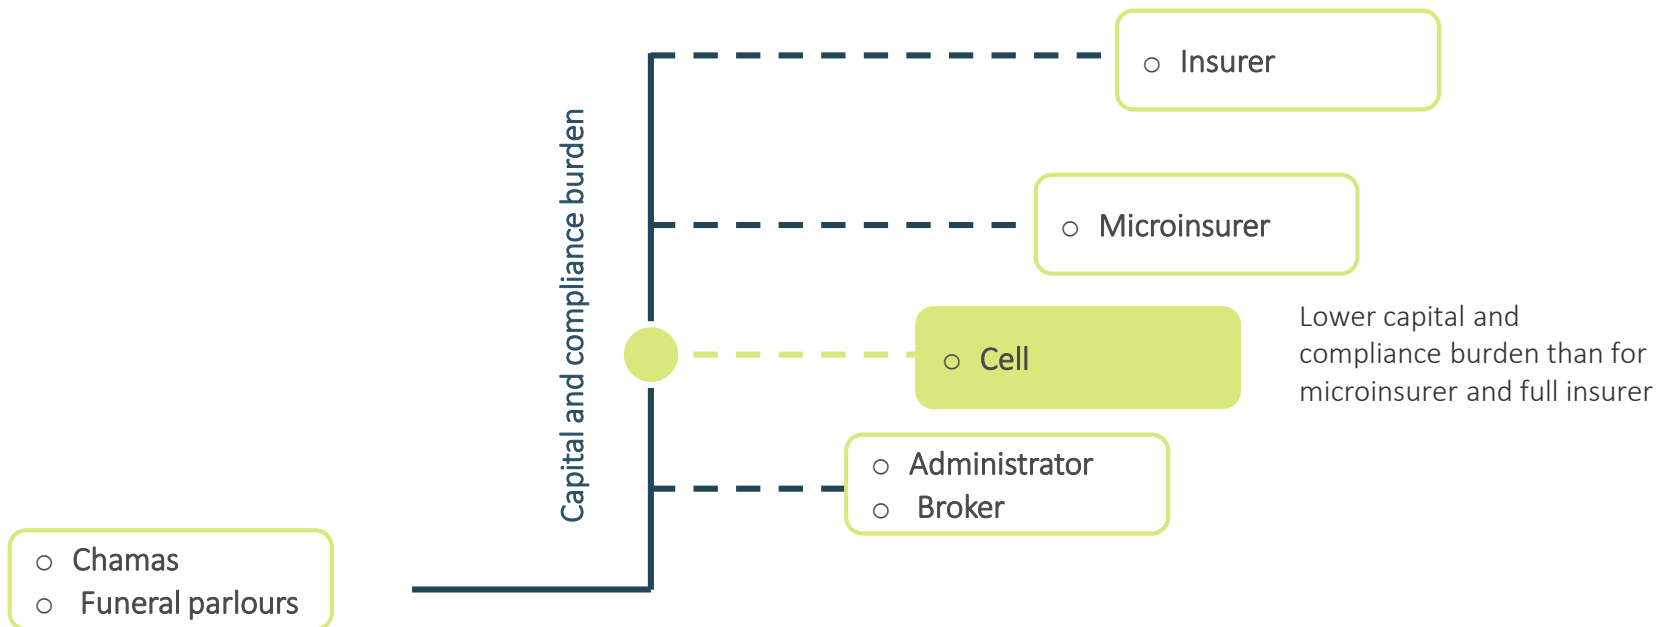 ○ Insurer
Capital and compliance burden
○ Microinsurer
○ Cell
Lower capital and
compliance burden than for
microinsurer and full insurer
○ Administrator
○ Broker
○ Chamas
○ Funeral parlours